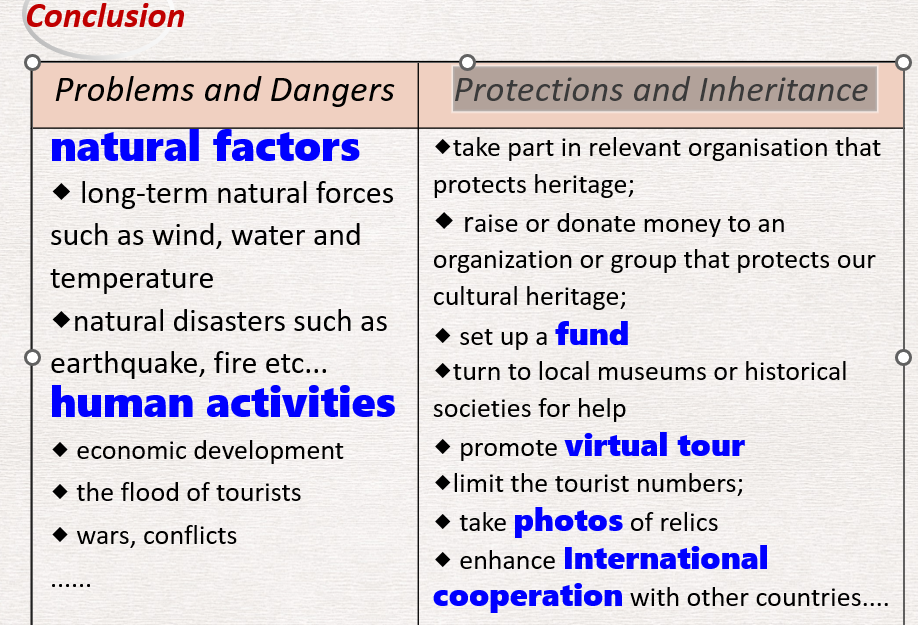 Conclusion
Problems and Dangers
natural factors
◆ long-term natural forces
such as wind, water and
temperature
◆natural disasters such as
earthquake, fire etc...
human activities
◆ economic development
◆ the flood of tourists
◆ wars, conflicts
......
Protections and Inheritance
◆take part in relevant organisation that
protects heritage;
◆ raise or donate money to an
organization or group that protects our
cultural heritage;
◆ set up a fund
◆turn to local museums or historical
societies for help
◆ promote virtual tour
◆limit the tourist numbers;
◆ take photos of relics
◆ enhance International
cooperation with other countries....